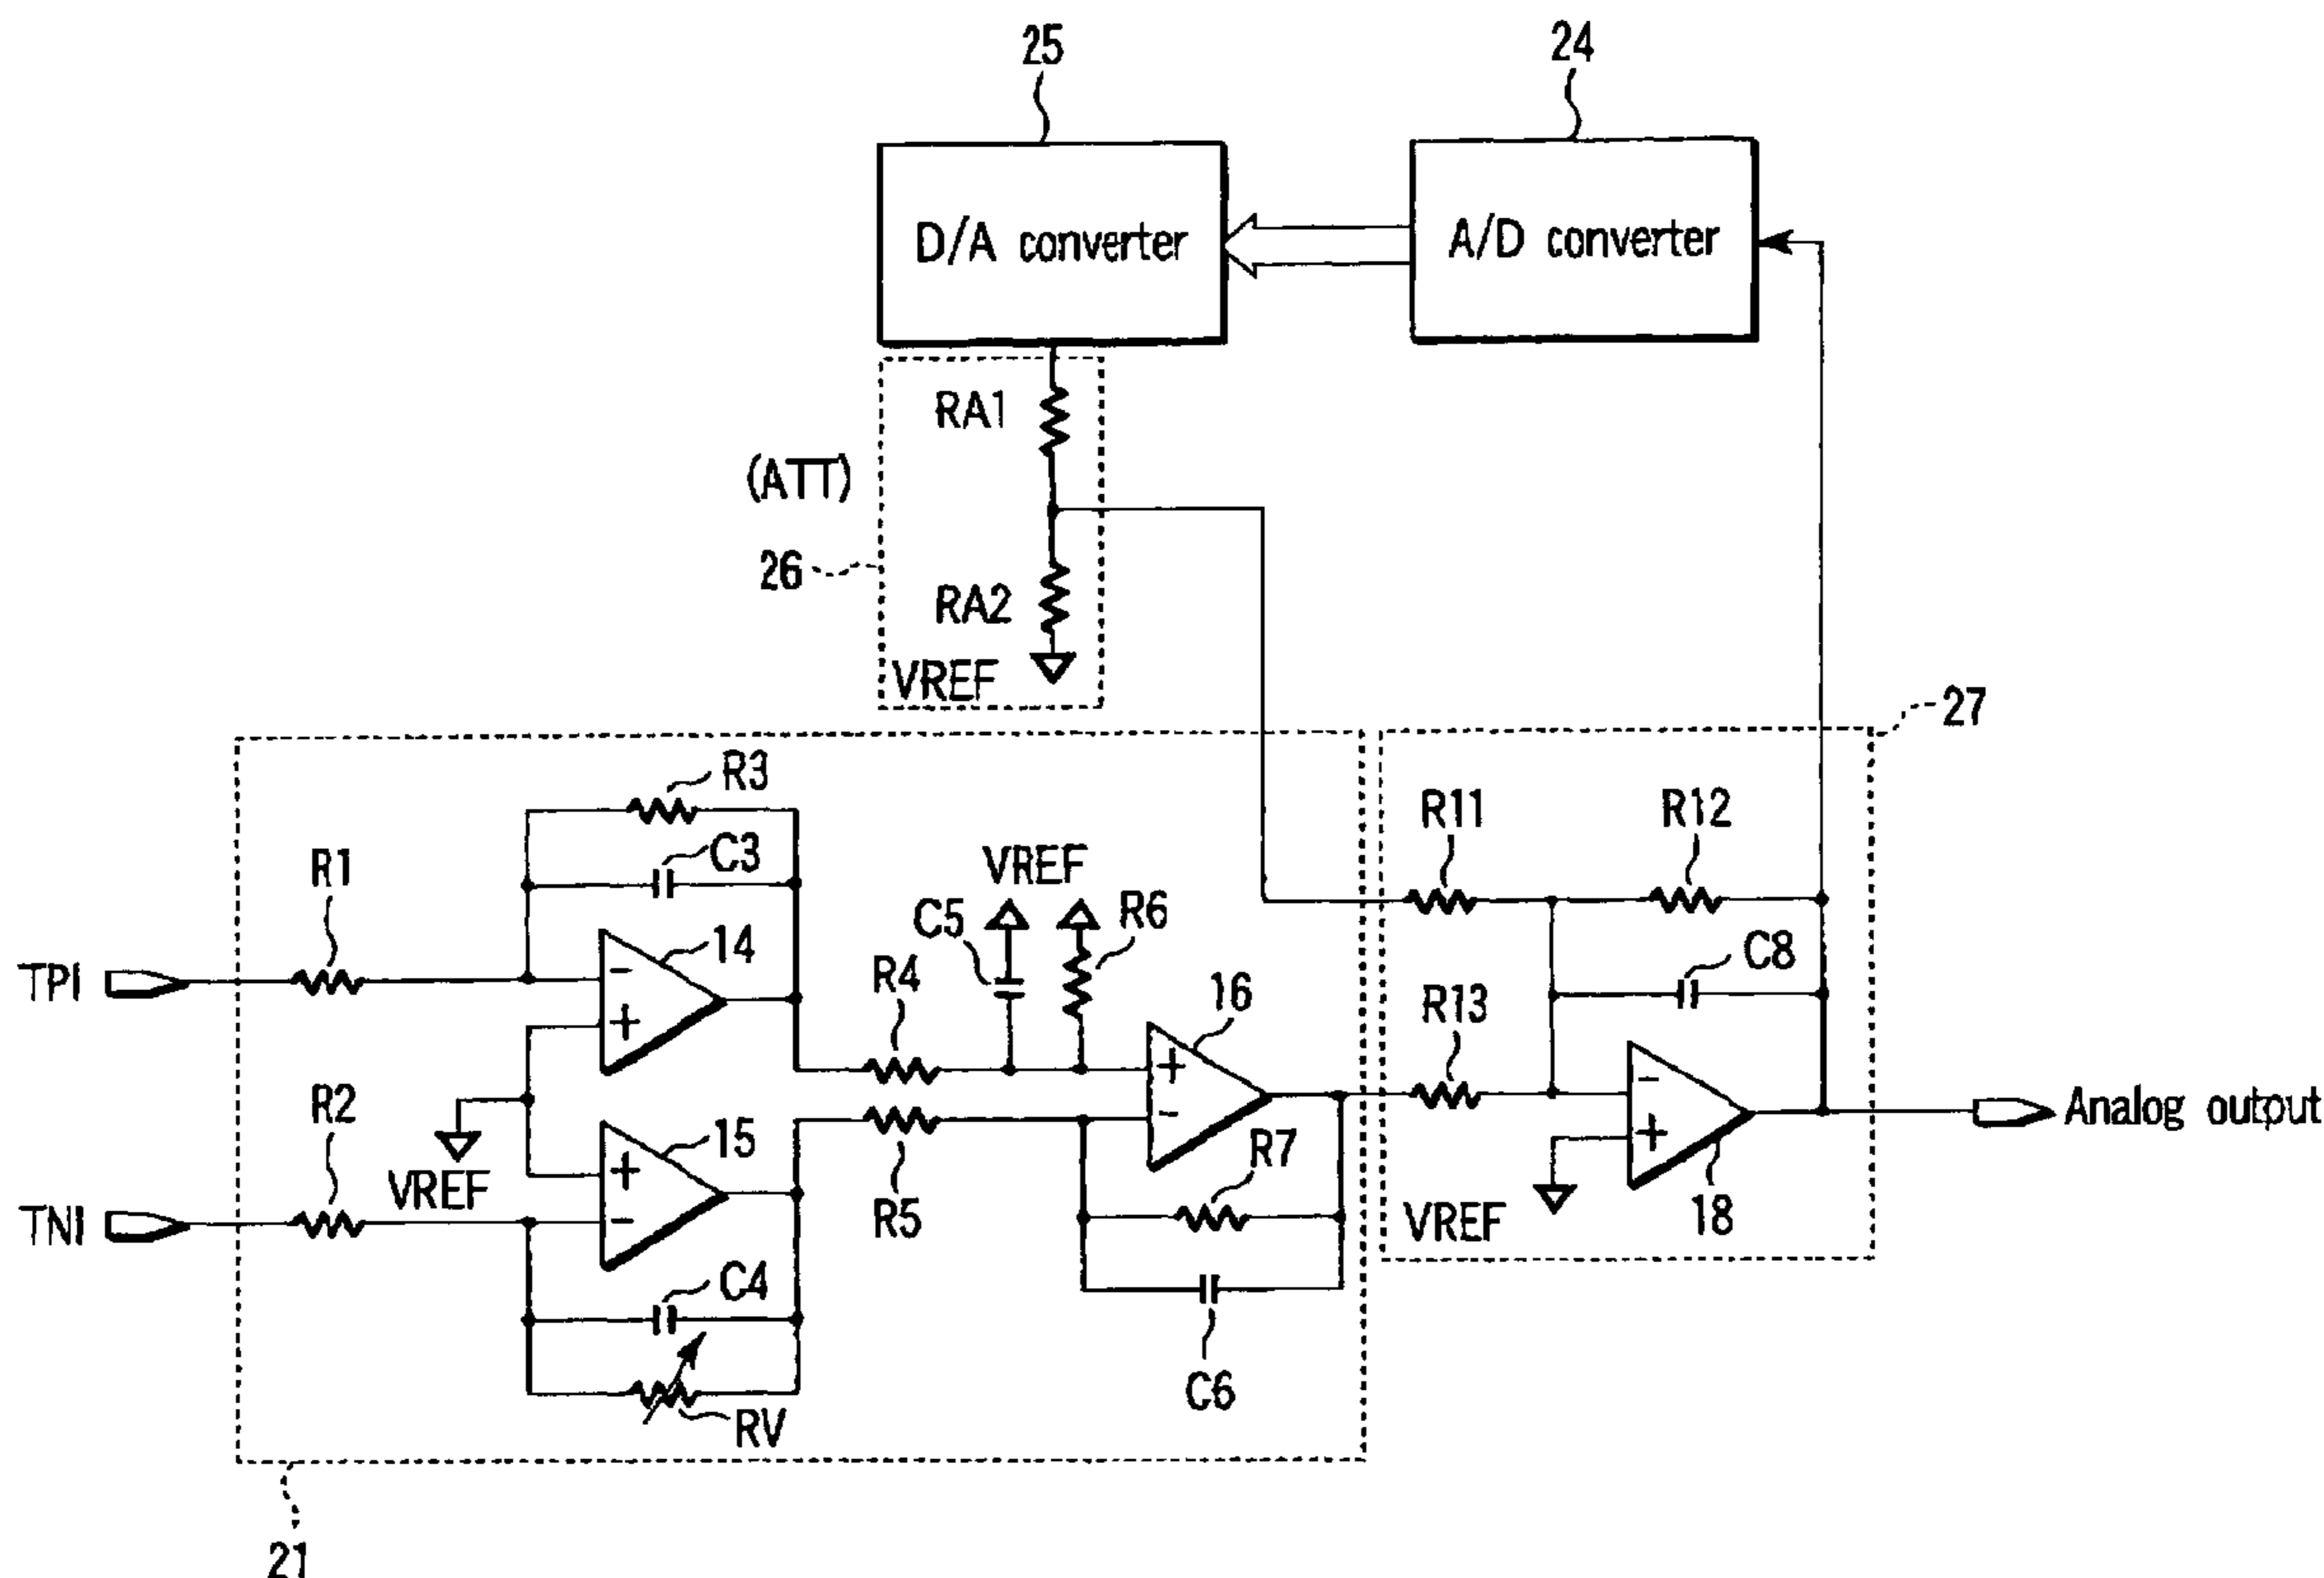 25
24
D/A converter
A/D converter
RA1
(ATT)
26
RA2
VREF
27
R3
R11
R12
C3
VREF
R1
C5
R6
14
R4
C8
TPI
16
R13
R2
15
R7
Analog output
VREF
R5
18
TNI
VREF
C4
C6
RV
21